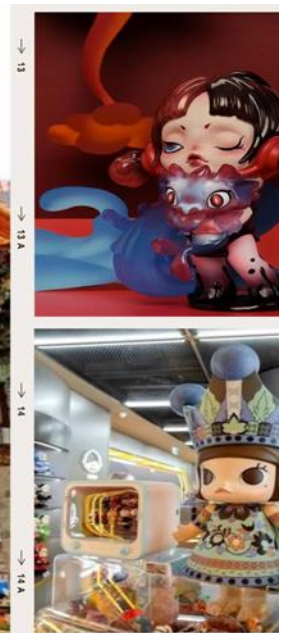 → 13
→ 13 A
→ 14
→ 14 A